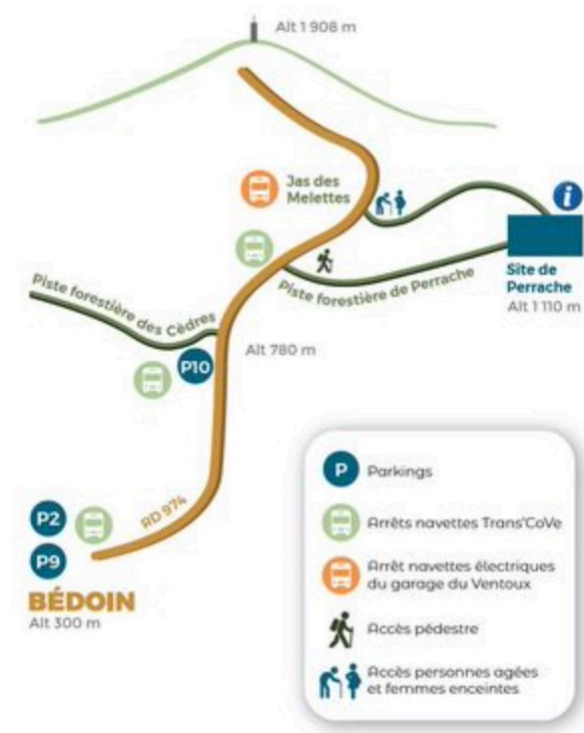 Alt 1 908 m
Jas des
Melettes
i
Site de
Perrache
Alt 1 110 m
Piste forestière de Perrache
Piste forestière des Cèdres
Alt 780 m
P10
P2
P9
RD 974
BÉDOIN
Alt 300 m
P
Parkings
Arrêts navettes Trans'CoVe
Arrêt navettes électriques
du garage du Ventoux
Accès pédestre
Accès personnes agées
et femmes enceintes